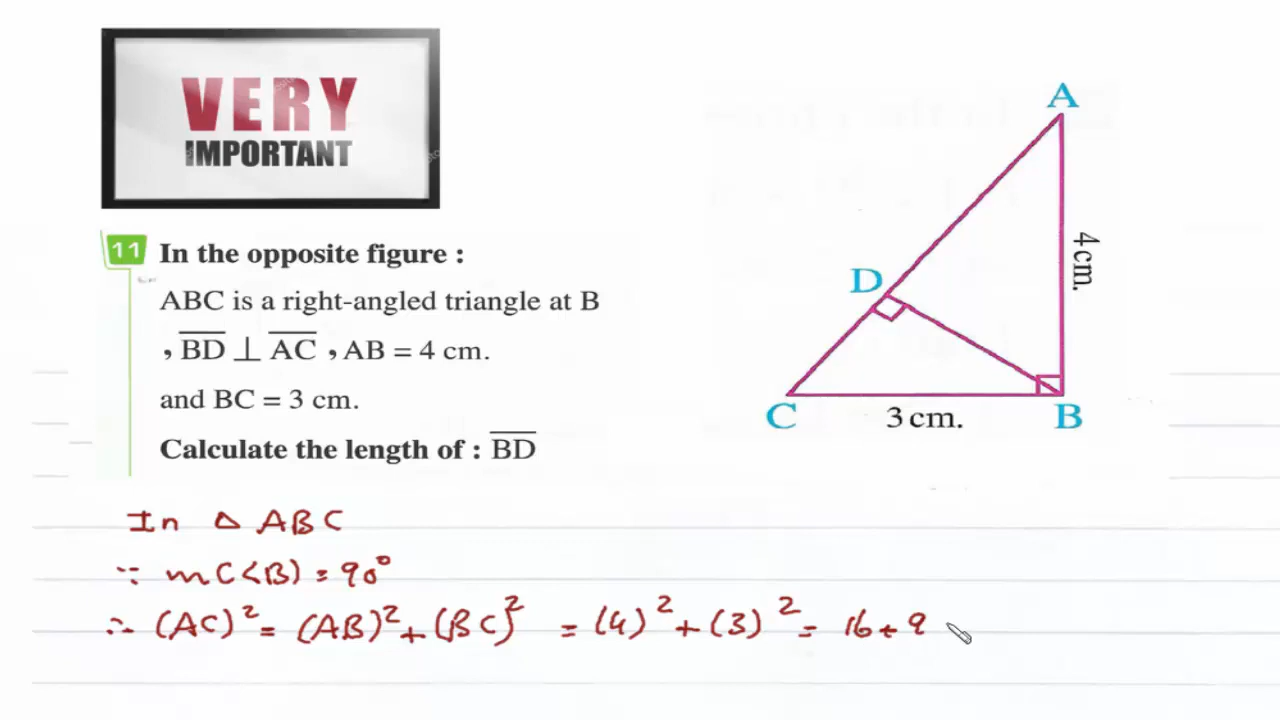 VERY
IMPORTANT
11 In the opposite figure :
ABC is a right-angled triangle at B
, BD ⊥ AC , AB = 4 cm.
and BC = 3 cm.
Calculate the length of : BD
A
4 cm.
D
C
3 cm.
B
In Δ ABC
∵ m(<B) = 90°
∴ (AC)² = (AB)² + (BC)² = (4)² + (3)² = 16 + 9